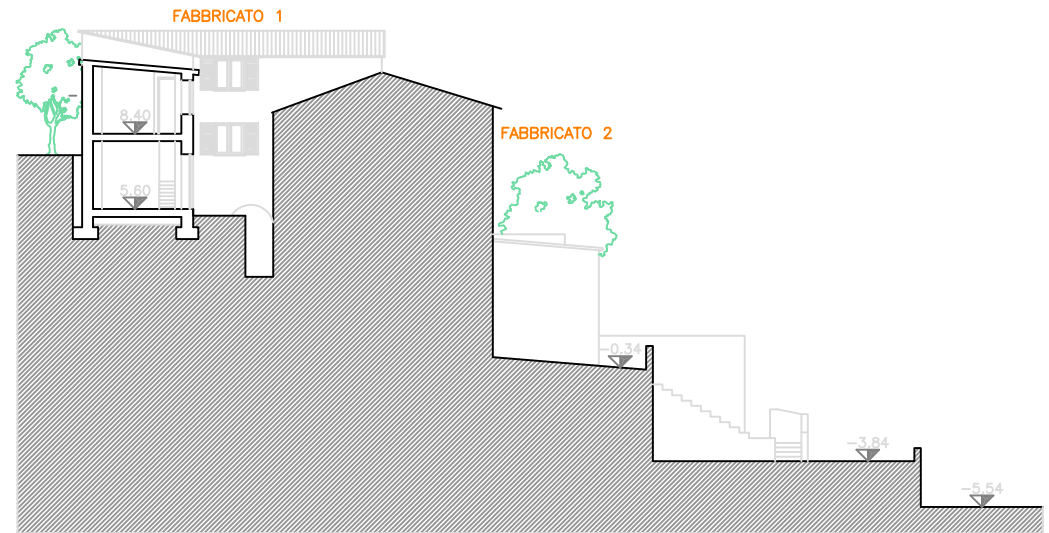 FABBRICATO 1
8.40
FABBRICATO 2
5.60
-0.34
-3.84
-5.54